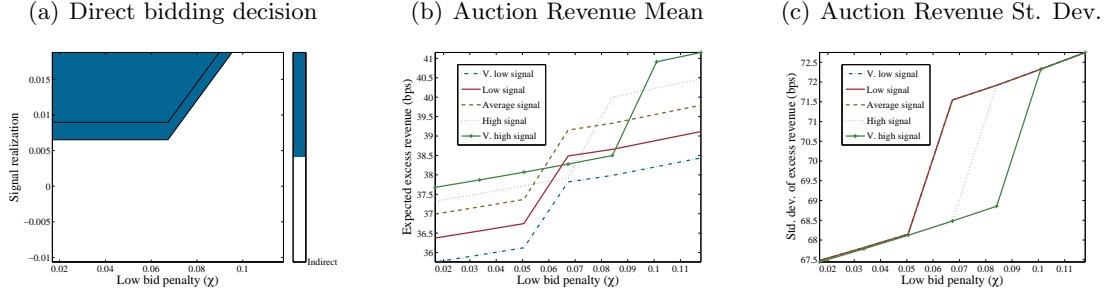 (a) Direct bidding decision
(b) Auction Revenue Mean
(c) Auction Revenue St. Dev.
Signal realization
0.015
0.01
0.005
0
−0.005
−0.01
0.02
0.04
0.06
0.08
0.1
Low bid penalty (χ)
Indirect
Expected excess revenue (bps)
41
40.5
40
39.5
39
38.5
38
37.5
37
36.5
36
V. low signal
Low signal
Average signal
High signal
V. high signal
0.02 0.03 0.04 0.05 0.06 0.07 0.08 0.09 0.1 0.11
Low bid penalty (χ)
Std. dev. of excess revenue (bps)
72.5
72
71.5
71
70.5
70
69.5
69
68.5
68
67.5
V. low signal
Low signal
Average signal
High signal
V. high signal
0.02 0.03 0.04 0.05 0.06 0.07 0.08 0.09 0.1 0.11
Low bid penalty (χ)